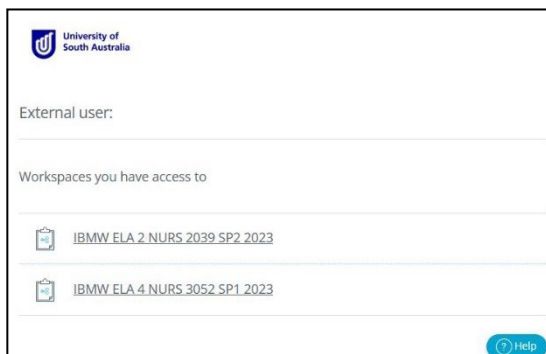 University of
South Australia
External user:
Workspaces you have access to
IBMW ELA 2 NURS 2039 SP2 2023
IBMW ELA 4 NURS 3052 SP1 2023
? Help